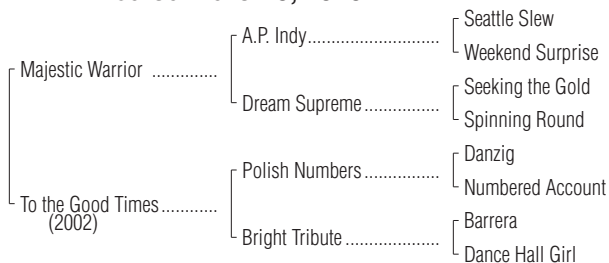 Seattle Slew
A.P. Indy
Weekend Surprise
Majestic Warrior
Seeking the Gold
Dream Supreme
Spinning Round
Danzig
Polish Numbers
Numbered Account
To the Good Times
(2002)
Barrera
Bright Tribute
Dance Hall Girl